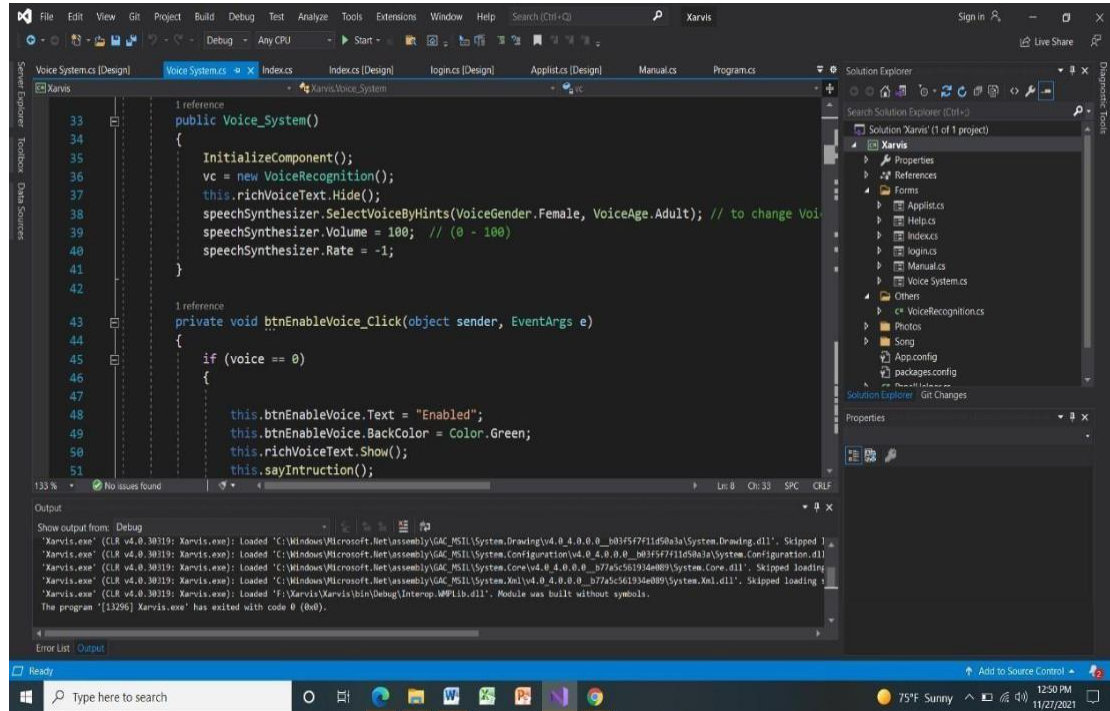 File Edit View Git Project Build Debug Test Analyze Tools Extensions Window Help Search (Ctrl+Q) Xarvis Sign in
Debug Any CPU Start Live Share
Voice System.cs [Design] Voice System.cs Index.cs Index.cs [Design] login.cs [Design] Applist.cs [Design] Manual.cs Program.cs
Xarvis Xarvis.Voice_System vc
Server Explorer
Toolbox
Data Sources
1 reference
33 public Voice_System()
34 {
35 InitializeComponent();
36 vc = new VoiceRecognition();
37 this.richVoiceText.Hide();
38 speechSynthesizer.SelectVoiceByHints(VoiceGender.Female, VoiceAge.Adult); // to change Voi
39 speechSynthesizer.Volume = 100; // (0 - 100)
40 speechSynthesizer.Rate = -1;
41 }
42
1 reference
43 private void btnEnableVoice_Click(object sender, EventArgs e)
44 {
45 if (voice == 0)
46 {
47
48 this.btnEnableVoice.Text = "Enabled";
49 this.btnEnableVoice.BackColor = Color.Green;
50 this.richVoiceText.Show();
51 this.sayIntruction();
133 % No issues found Ln: 8 Ch: 33 SPC CRLF
Output
Show output from: Debug
'Xarvis.exe' (CLR v4.0.30319: Xarvis.exe): Loaded 'C:\Windows\Microsoft.Net\assembly\GAC_MSIL\System.Drawing\v4.0_4.0.0.0__b03f5f7f11d50a3a\System.Drawing.dll'. Skipped l
'Xarvis.exe' (CLR v4.0.30319: Xarvis.exe): Loaded 'C:\Windows\Microsoft.Net\assembly\GAC_MSIL\System.Configuration\v4.0_4.0.0.0__b03f5f7f11d50a3a\System.Configuration.dll
'Xarvis.exe' (CLR v4.0.30319: Xarvis.exe): Loaded 'C:\Windows\Microsoft.Net\assembly\GAC_MSIL\System.Core\v4.0_4.0.0.0__b77a5c561934e089\System.Core.dll'. Skipped loading
'Xarvis.exe' (CLR v4.0.30319: Xarvis.exe): Loaded 'C:\Windows\Microsoft.Net\assembly\GAC_MSIL\System.Xml\v4.0_4.0.0.0__b77a5c561934e089\System.Xml.dll'. Skipped loading s
'Xarvis.exe' (CLR v4.0.30319: Xarvis.exe): Loaded 'F:\Xarvis\Xarvis\bin\Debug\Interop.WMPLib.dll'. Module was built without symbols.
The program '[13296] Xarvis.exe' has exited with code 0 (0x0).
Error List Output
Solution Explorer
Search Solution Explorer (Ctrl+;)
Solution 'Xarvis' (1 of 1 project)
Xarvis
Properties
References
Forms
Applist.cs
Help.cs
Index.cs
login.cs
Manual.cs
Voice System.cs
Others
C# VoiceRecognition.cs
Photos
Song
App.config
packages.config
Solution Explorer Git Changes
Properties
Diagnostic Tools
Ready Add to Source Control 2
Type here to search 75°F Sunny 12:50 PM
11/27/2021